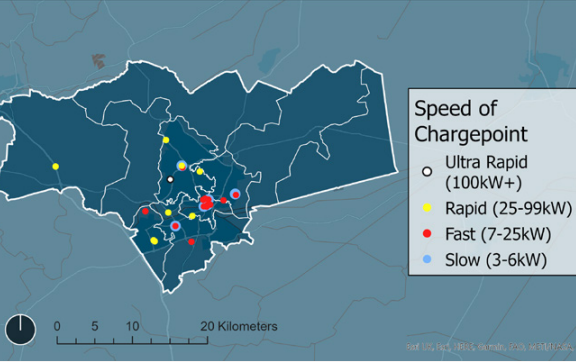 Speed of
Chargepoint
Ultra Rapid
(100kW+)
Rapid (25-99kW)
Fast (7-25kW)
Slow (3-6kW)
0 5 10 20 Kilometers